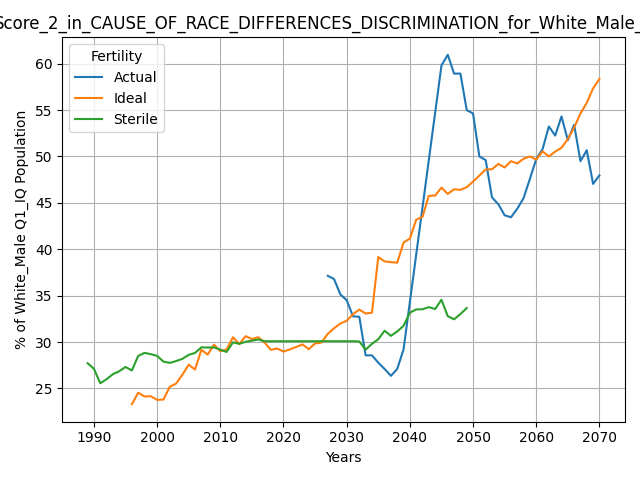 Score_2_in_CAUSE_OF_RACE_DIFFERENCES_DISCRIMINATION_for_White_Male_
Fertility
Actual
Ideal
Sterile
% of White_Male Q1_IQ Population
60
55
50
45
40
35
30
25
1990 2000 2010 2020 2030 2040 2050 2060 2070
Years